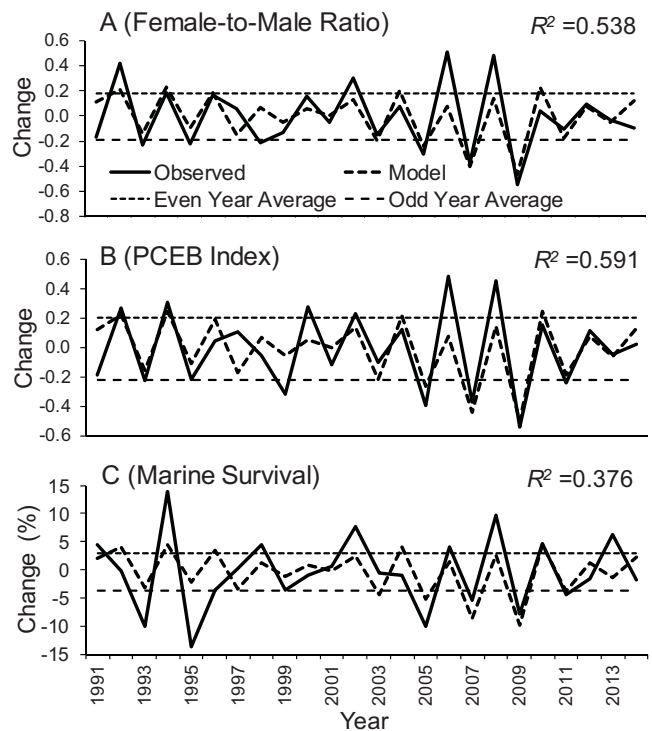 A (Female-to-Male Ratio)
R² =0.538
Change
0.6
0.4
0.2
0.0
-0.2
-0.4
-0.6
-0.8
Observed
Model
Even Year Average
Odd Year Average
B (PCEB Index)
R² =0.591
Change
0.6
0.4
0.2
0.0
-0.2
-0.4
-0.6
C (Marine Survival)
R² =0.376
Change (%)
15
10
5
0
-5
-10
-15
1991
1993
1995
1997
1999
2001
2003
2005
2007
2009
2011
2013
Year